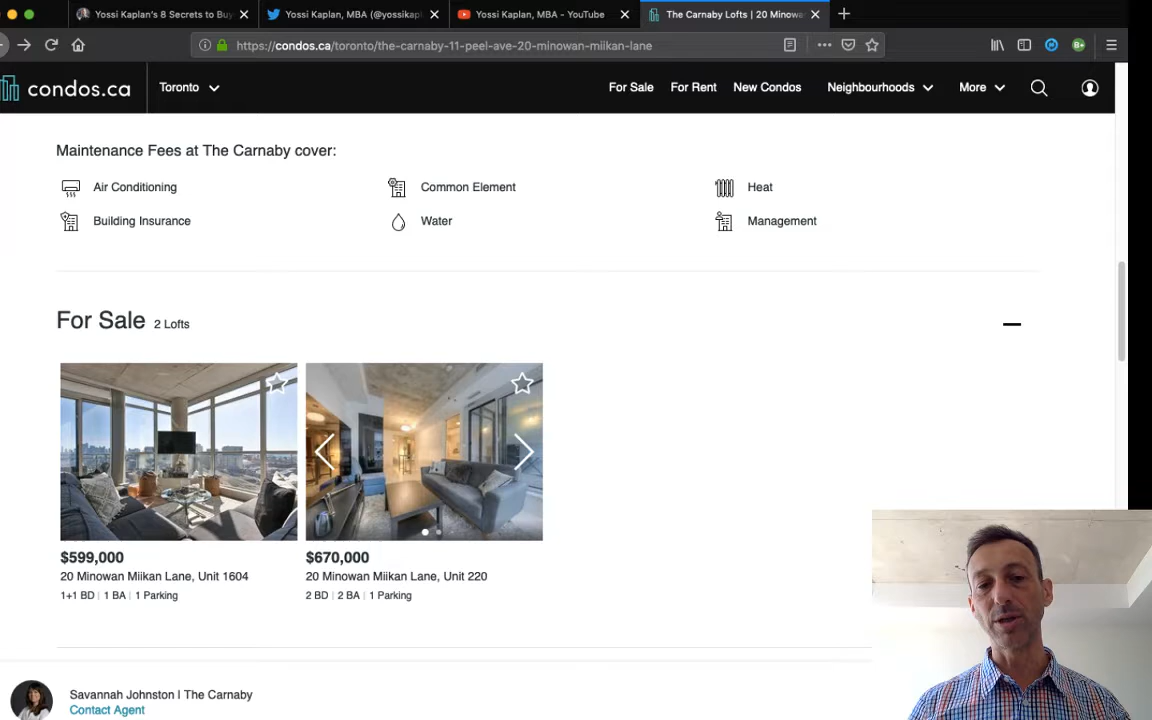 Yossi Kaplan's 8 Secrets to Buy
Yossi Kaplan, MBA (@yossikapl
Yossi Kaplan, MBA - YouTube
The Carnaby Lofts | 20 Minowa
https://condos.ca/toronto/the-carnaby-11-peel-ave-20-minowan-miikan-lane
condos.ca
Toronto
For Sale
For Rent
New Condos
Neighbourhoods
More
Maintenance Fees at The Carnaby cover:
Air Conditioning
Common Element
Heat
Building Insurance
Water
Management
For Sale 2 Lofts
$599,000
20 Minowan Miikan Lane, Unit 1604
1+1 BD | 1 BA | 1 Parking
$670,000
20 Minowan Miikan Lane, Unit 220
2 BD | 2 BA | 1 Parking
Savannah Johnston | The Carnaby
Contact Agent